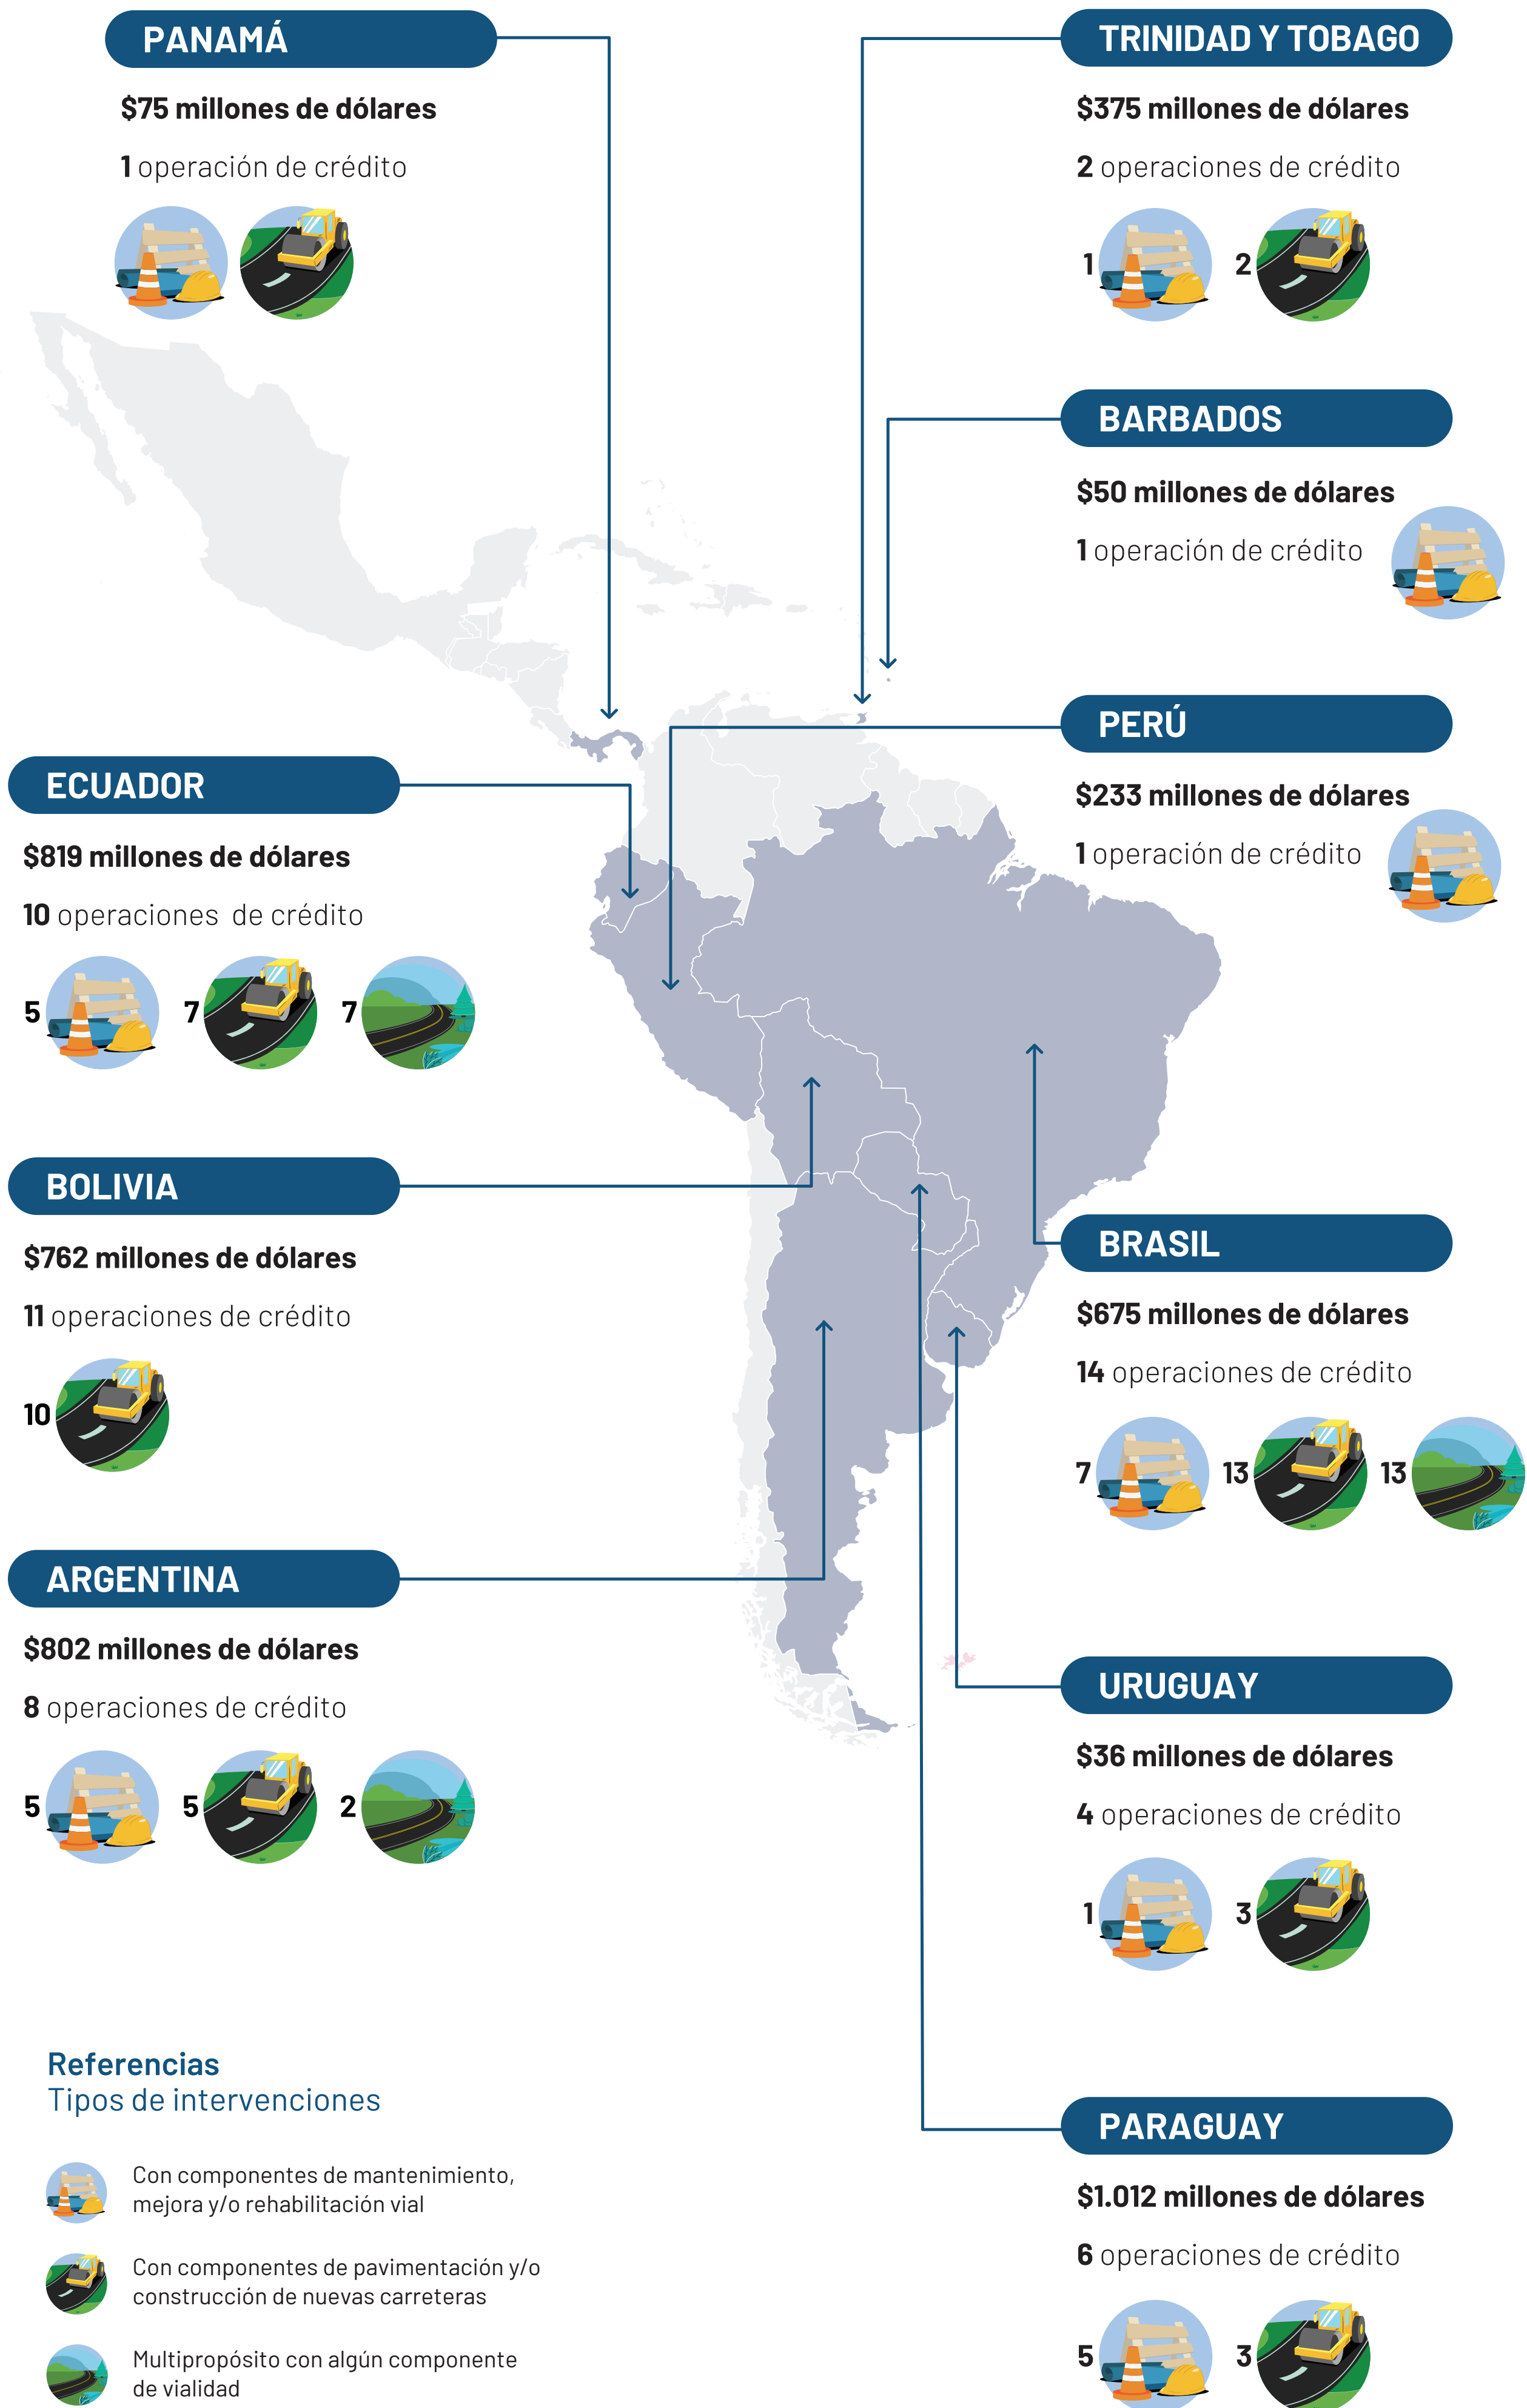 PANAMÁ
$75 millones de dólares
1 operación de crédito
TRINIDAD Y TOBAGO
$375 millones de dólares
2 operaciones de crédito
1
2
BARBADOS
$50 millones de dólares
1 operación de crédito
PERÚ
$233 millones de dólares
1 operación de crédito
ECUADOR
$819 millones de dólares
10 operaciones de crédito
5
7
7
BOLIVIA
$762 millones de dólares
11 operaciones de crédito
10
BRASIL
$675 millones de dólares
14 operaciones de crédito
7
13
13
ARGENTINA
$802 millones de dólares
8 operaciones de crédito
5
5
2
URUGUAY
$36 millones de dólares
4 operaciones de crédito
1
3
PARAGUAY
$1.012 millones de dólares
6 operaciones de crédito
5
3
Referencias
Tipos de intervenciones
Con componentes de mantenimiento,
mejora y/o rehabilitación vial
Con componentes de pavimentación y/o
construcción de nuevas carreteras
Multipropósito con algún componente
de vialidad